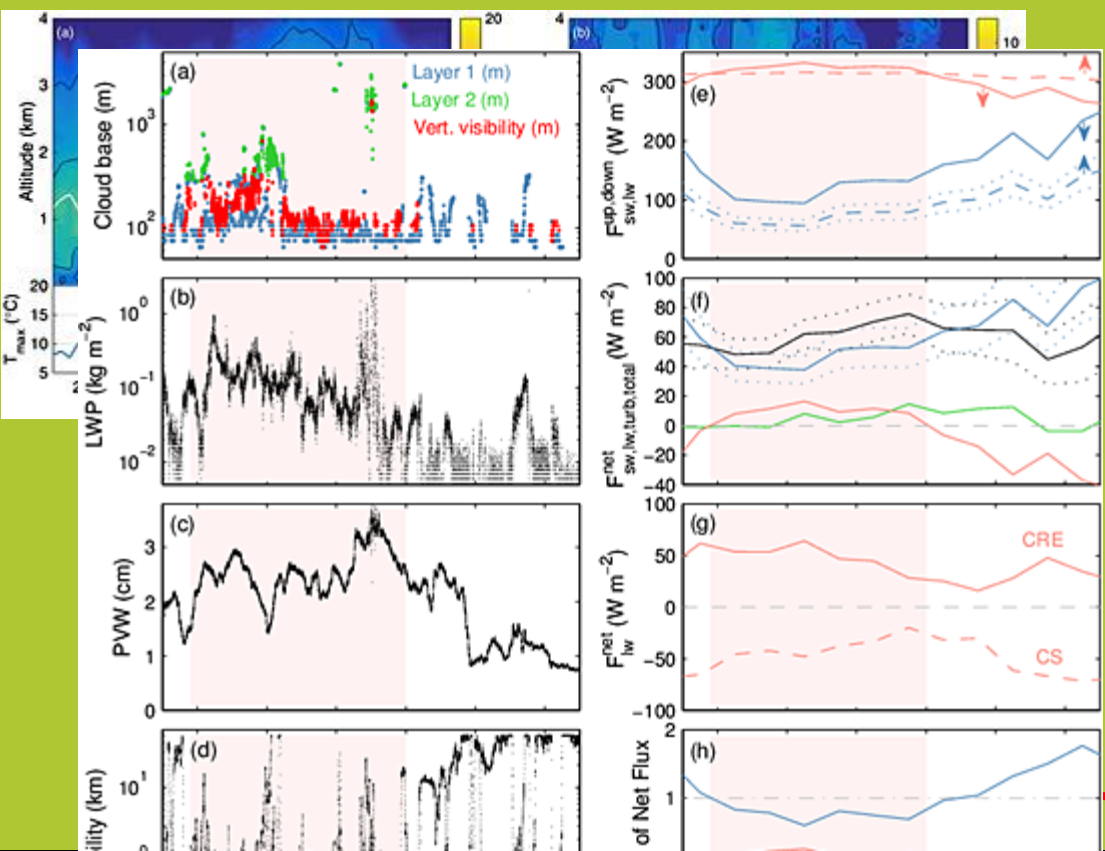 4
(a)
20
4
(b)
10
3
2
1
Altitude (km)
20
15
10
5
T max (°C)
(a)
Layer 1 (m)
Layer 2 (m)
Vert. visibility (m)
10³
10²
Cloud base (m)
(b)
10⁰
10⁻¹
10⁻²
LWP (kg m⁻²)
(c)
3
2
1
0
PVW (cm)
(d)
10¹
(km)
(e)
300
200
100
0
F up,down sw,lw (W m⁻²)
(f)
100
80
60
40
20
0
−20
−40
F net sw,lw,turb,total (W m⁻²)
(g)
100
50
0
−50
−100
CRE
CS
F net lw (W m⁻²)
(h)
2
1
of Net Flux